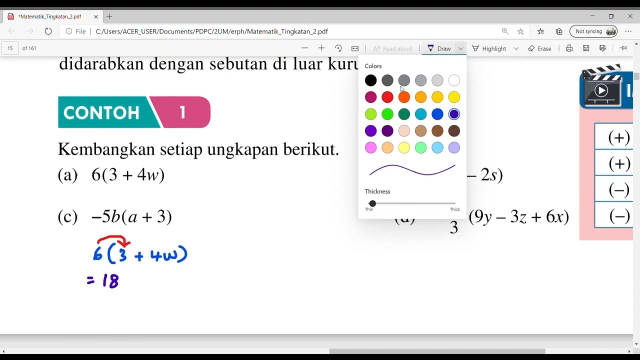 *Matematik_Tingkatan_2.pdf
C:/Users/ACER_USER/Documents/PDPC/2UM/erph/Matematik_Tingkatan_2.pdf
Not syncing
15 of 161
Read aloud
Draw
Highlight
Erase
didarabkan dengan sebutan di luar kuru
Colors
CONTOH 1
Kembangkan setiap ungkapan berikut.
(a) 6(3 + 4w)
− 2s)
Thickness
Thin
Thick
(c) −5b(a + 3)
(d)
3
(9y − 3z + 6x)
6(3 + 4w)
= 18
(+)
(+)
(−)
(−)